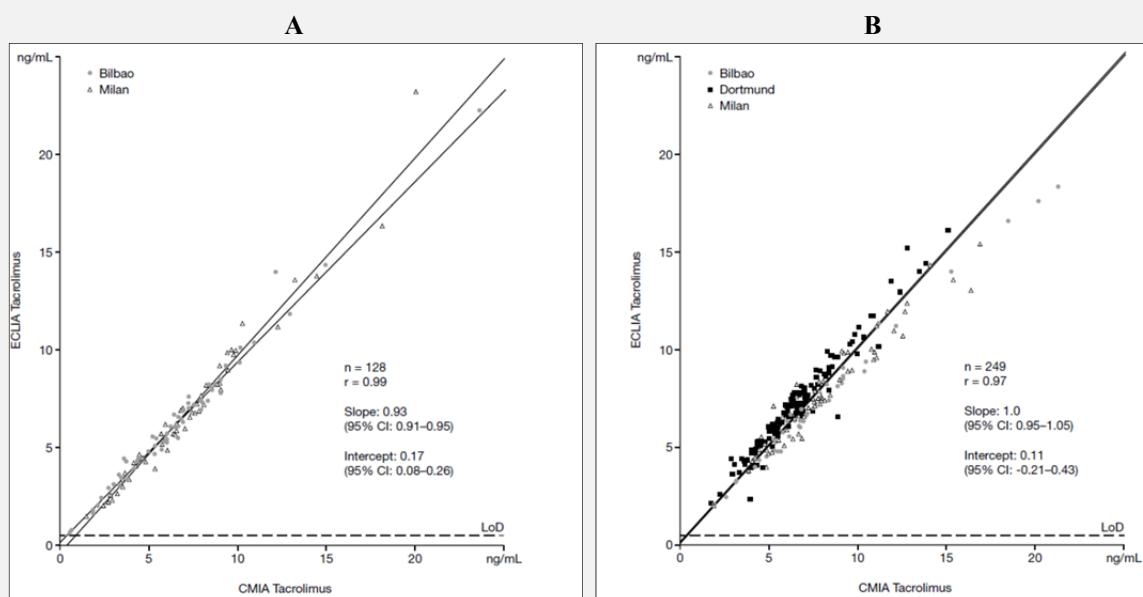 A
ng/mL
Bilbao
Milan
20
15
10
5
0
ECLIA Tacrolimus
n = 128
r = 0.99
Slope: 0.93
(95% CI: 0.91–0.95)
Intercept: 0.17
(95% CI: 0.08–0.26)
LoD
0 5 10 15 20 ng/mL
CMIA Tacrolimus
B
ng/mL
Bilbao
Dortmund
Milan
20
15
10
5
0
ECLIA Tacrolimus
n = 249
r = 0.97
Slope: 1.0
(95% CI: 0.95–1.05)
Intercept: 0.11
(95% CI: -0.21–0.43)
LoD
0 5 10 15 20 ng/mL
CMIA Tacrolimus